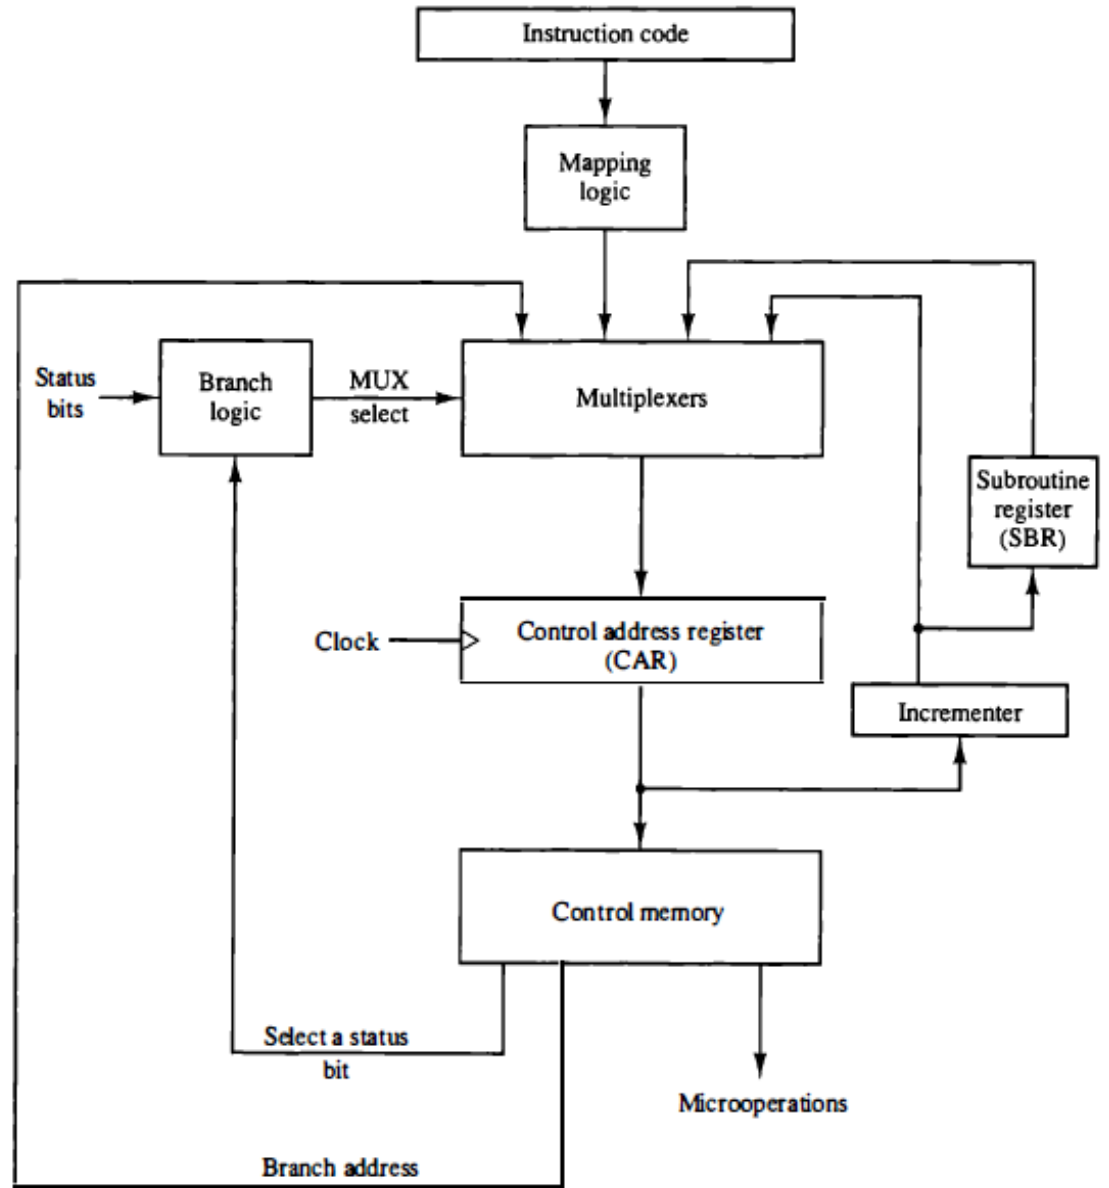 Instruction code
Mapping
logic
Status
bits
Branch
logic
MUX
select
Multiplexers
Subroutine
register
(SBR)
Clock
Control address register
(CAR)
Incrementer
Control memory
Select a status
bit
Microoperations
Branch address